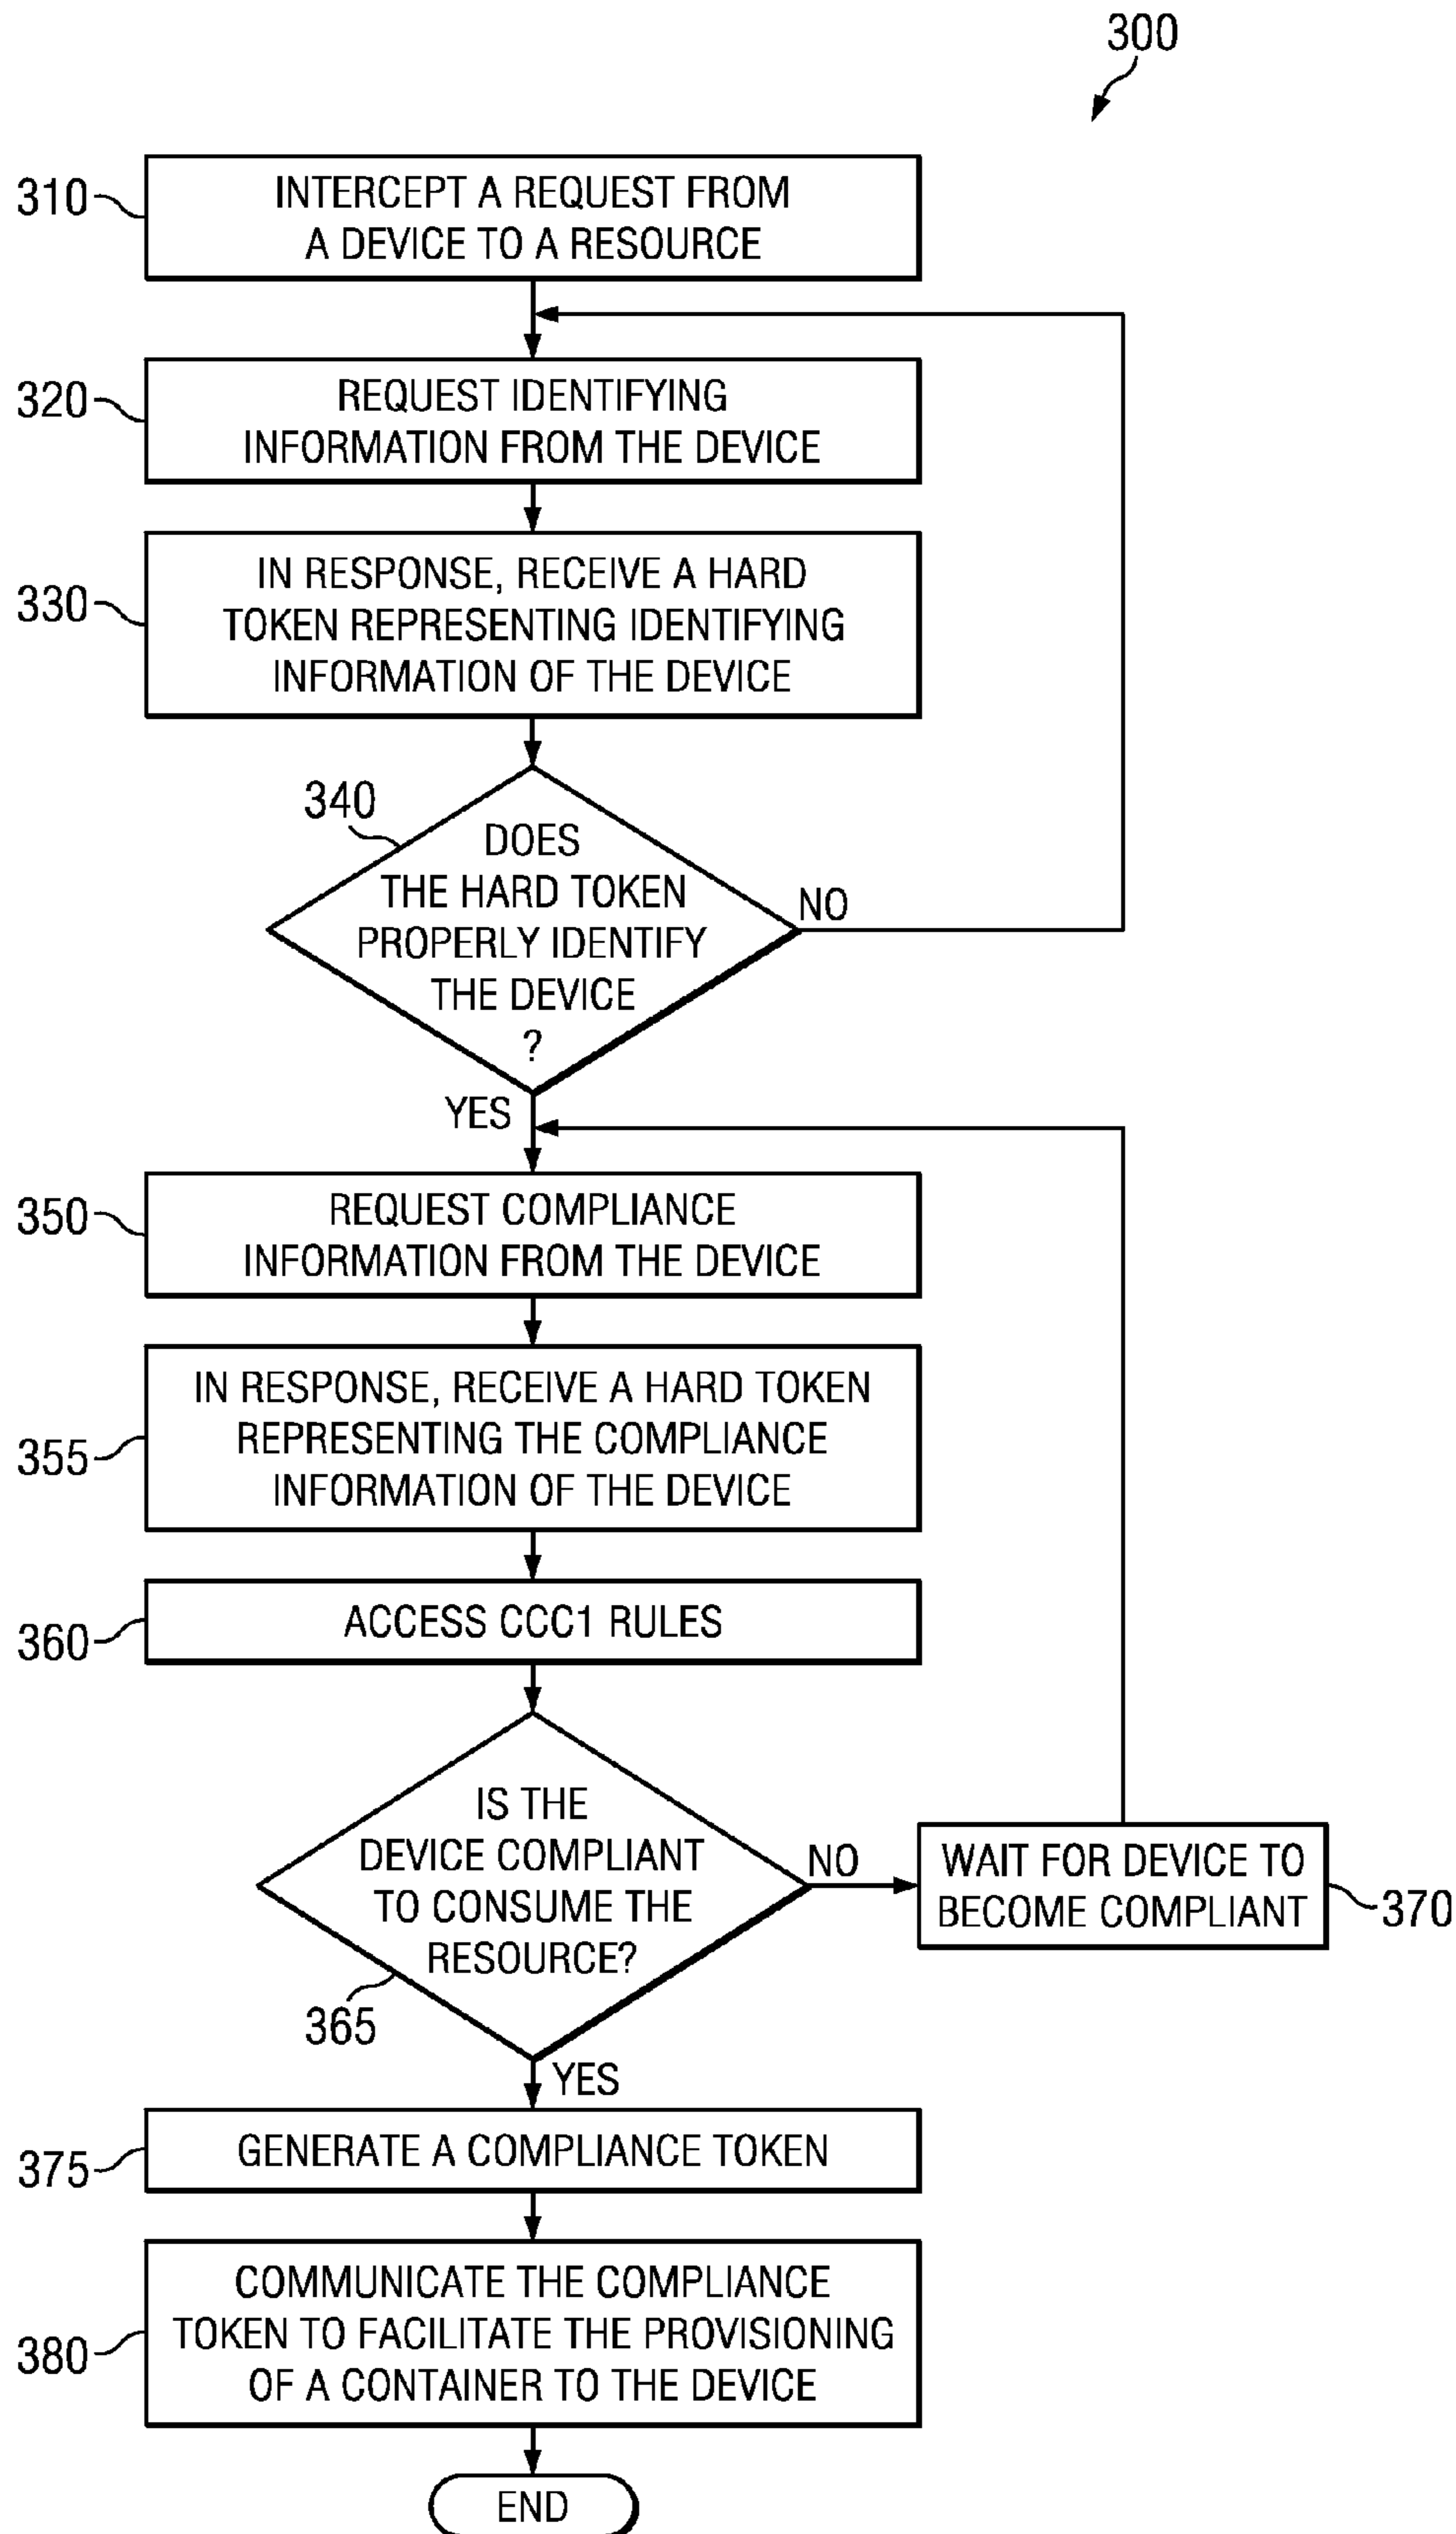 300
310
INTERCEPT A REQUEST FROM
A DEVICE TO A RESOURCE
320
REQUEST IDENTIFYING
INFORMATION FROM THE DEVICE
330
IN RESPONSE, RECEIVE A HARD
TOKEN REPRESENTING IDENTIFYING
INFORMATION OF THE DEVICE
340
DOES
THE HARD TOKEN
PROPERLY IDENTIFY
THE DEVICE
?
NO
YES
350
REQUEST COMPLIANCE
INFORMATION FROM THE DEVICE
355
IN RESPONSE, RECEIVE A HARD TOKEN
REPRESENTING THE COMPLIANCE
INFORMATION OF THE DEVICE
360
ACCESS CCC1 RULES
IS THE
DEVICE COMPLIANT
TO CONSUME THE
RESOURCE?
365
NO
WAIT FOR DEVICE TO
BECOME COMPLIANT
370
YES
375
GENERATE A COMPLIANCE TOKEN
380
COMMUNICATE THE COMPLIANCE
TOKEN TO FACILITATE THE PROVISIONING
OF A CONTAINER TO THE DEVICE
END